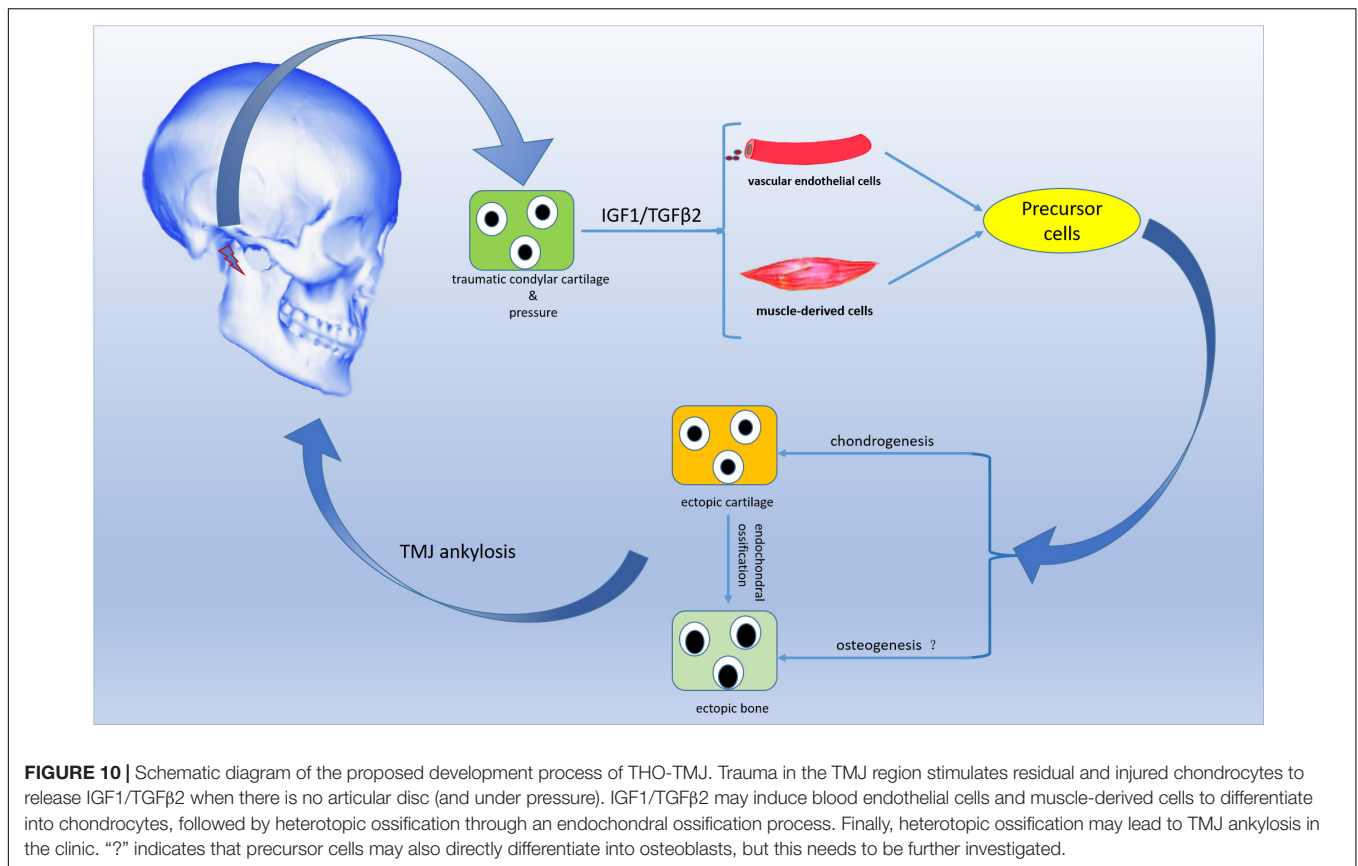 IGF1/TGFβ2
vascular endothelial cells
muscle-derived cells
Precursor
cells
traumatic condylar cartilage
&
pressure
chondrogenesis
ectopic cartilage
endochondral
ossification
TMJ ankylosis
osteogenesis ?
ectopic bone
FIGURE 10 | Schematic diagram of the proposed development process of THO-TMJ. Trauma in the TMJ region stimulates residual and injured chondrocytes to
release IGF1/TGFβ2 when there is no articular disc (and under pressure). IGF1/TGFβ2 may induce blood endothelial cells and muscle-derived cells to differentiate
into chondrocytes, followed by heterotopic ossification through an endochondral ossification process. Finally, heterotopic ossification may lead to TMJ ankylosis in
the clinic. “?” indicates that precursor cells may also directly differentiate into osteoblasts, but this needs to be further investigated.